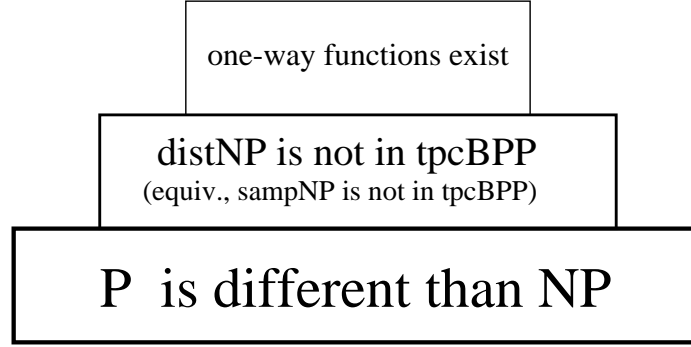 one-way functions exist
distNP is not in tpcBPP
(equiv., sampNP is not in tpcBPP)
P is different than NP